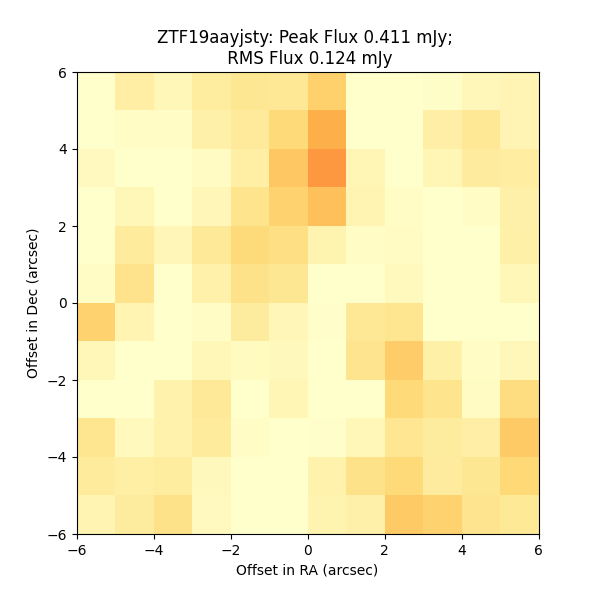 ZTF19aayjsty: Peak Flux 0.411 mJy;
RMS Flux 0.124 mJy
6
4
2
0
−2
−4
−6
Offset in Dec (arcsec)
−6 −4 −2 0 2 4 6
Offset in RA (arcsec)